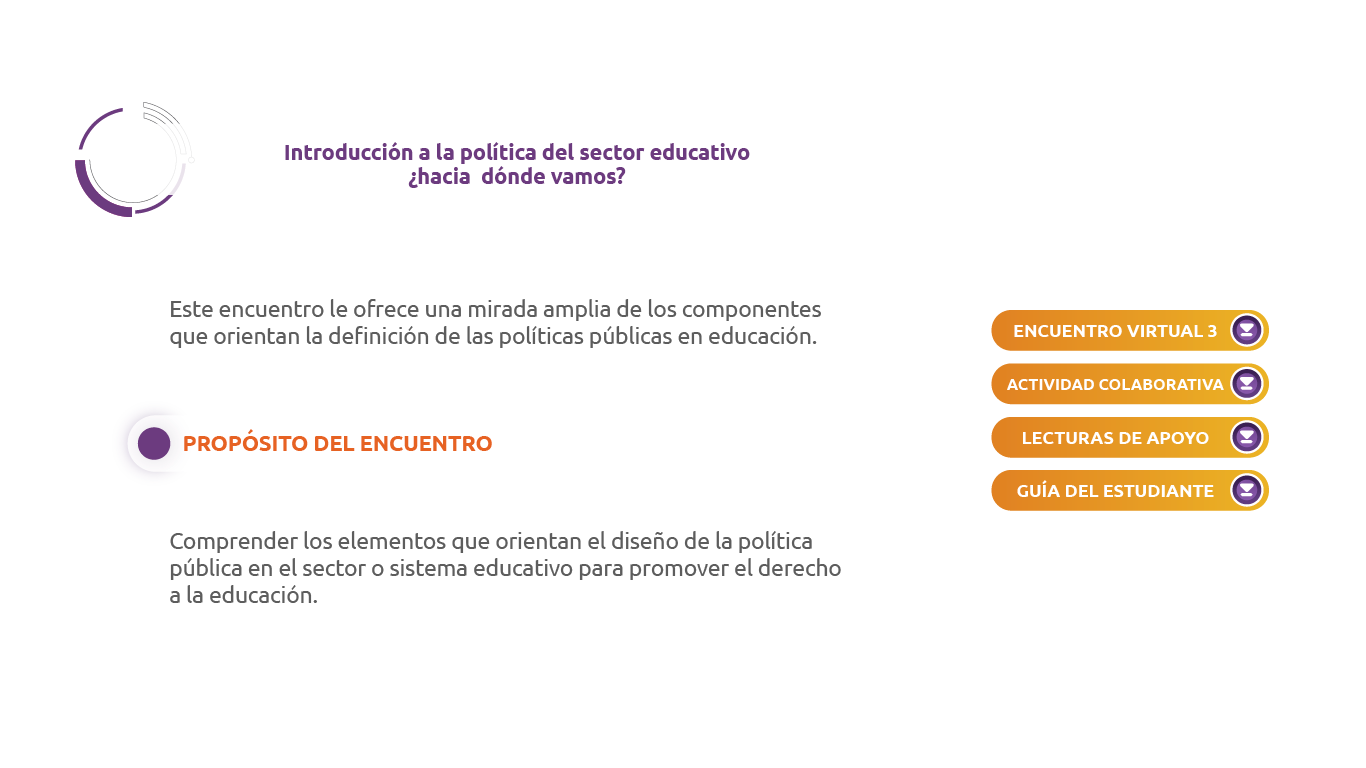 Introducción a la política del sector educativo
¿hacia  dónde vamos?
Este encuentro le ofrece una mirada amplia de los componentes
que orientan la definición de las políticas públicas en educación.
PROPÓSITO DEL ENCUENTRO
Comprender los elementos que orientan el diseño de la política
pública en el sector o sistema educativo para promover el derecho
a la educación.
ENCUENTRO VIRTUAL 3
ACTIVIDAD COLABORATIVA
LECTURAS DE APOYO
GUÍA DEL ESTUDIANTE